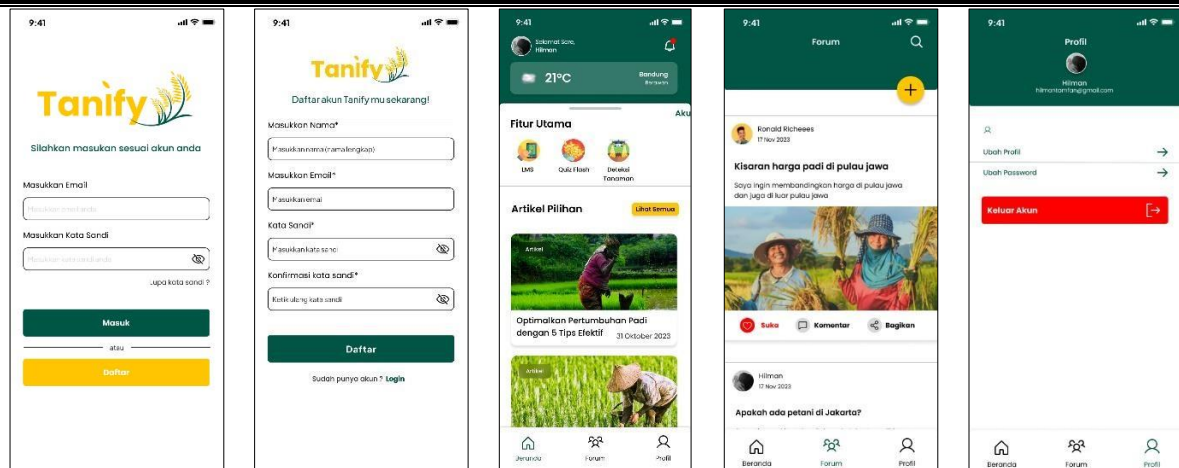 9:41
Tanify
Silahkan masukan sesuai akun anda
Masukkan Email
Masukkan Kata Sandi
Lupa kata sandi ?
Masuk
atau
Daftar
9:41
Tanify
Daftar akun Tanify mu sekarang!
Masukkan Nama*
Masukkan nama (nama lengkap)
Masukkan Email*
Masukkan emai
Kata Sandi*
Masukkan kata sandi
Konfirmasi kata sandi*
Ketik ulang kata sandi
Daftar
Sudah punya akun ? Login
9:41
Selamat Sore,
Hilman
21°C
Bandung
Berawan
Aku
Fitur Utama
LMS
Quiz Flash
Deteksi
Tanaman
Artikel Pilihan
Lihat Semua
Artikel
Optimalkan Pertumbuhan Padi
dengan 5 Tips Efektif
31 Oktober 2023
Artikel
Beranda
Forum
Profil
9:41
Forum
+
Ronald Richeees
17 Nov 2023
Kisaran harga padi di pulau jawa
Saya ingin membandingkan harga di pulau jawa
dan juga di luar pulau jawa
Suka
Komentar
Bagikan
Hilman
17 Nov 2023
Apakah ada petani di Jakarta?
Beranda
Forum
Profil
9:41
Profil
Hilman
hilmantamfan@gmail.com
Ubah Profil
Ubah Password
Keluar Akun
Beranda
Forum
Profil